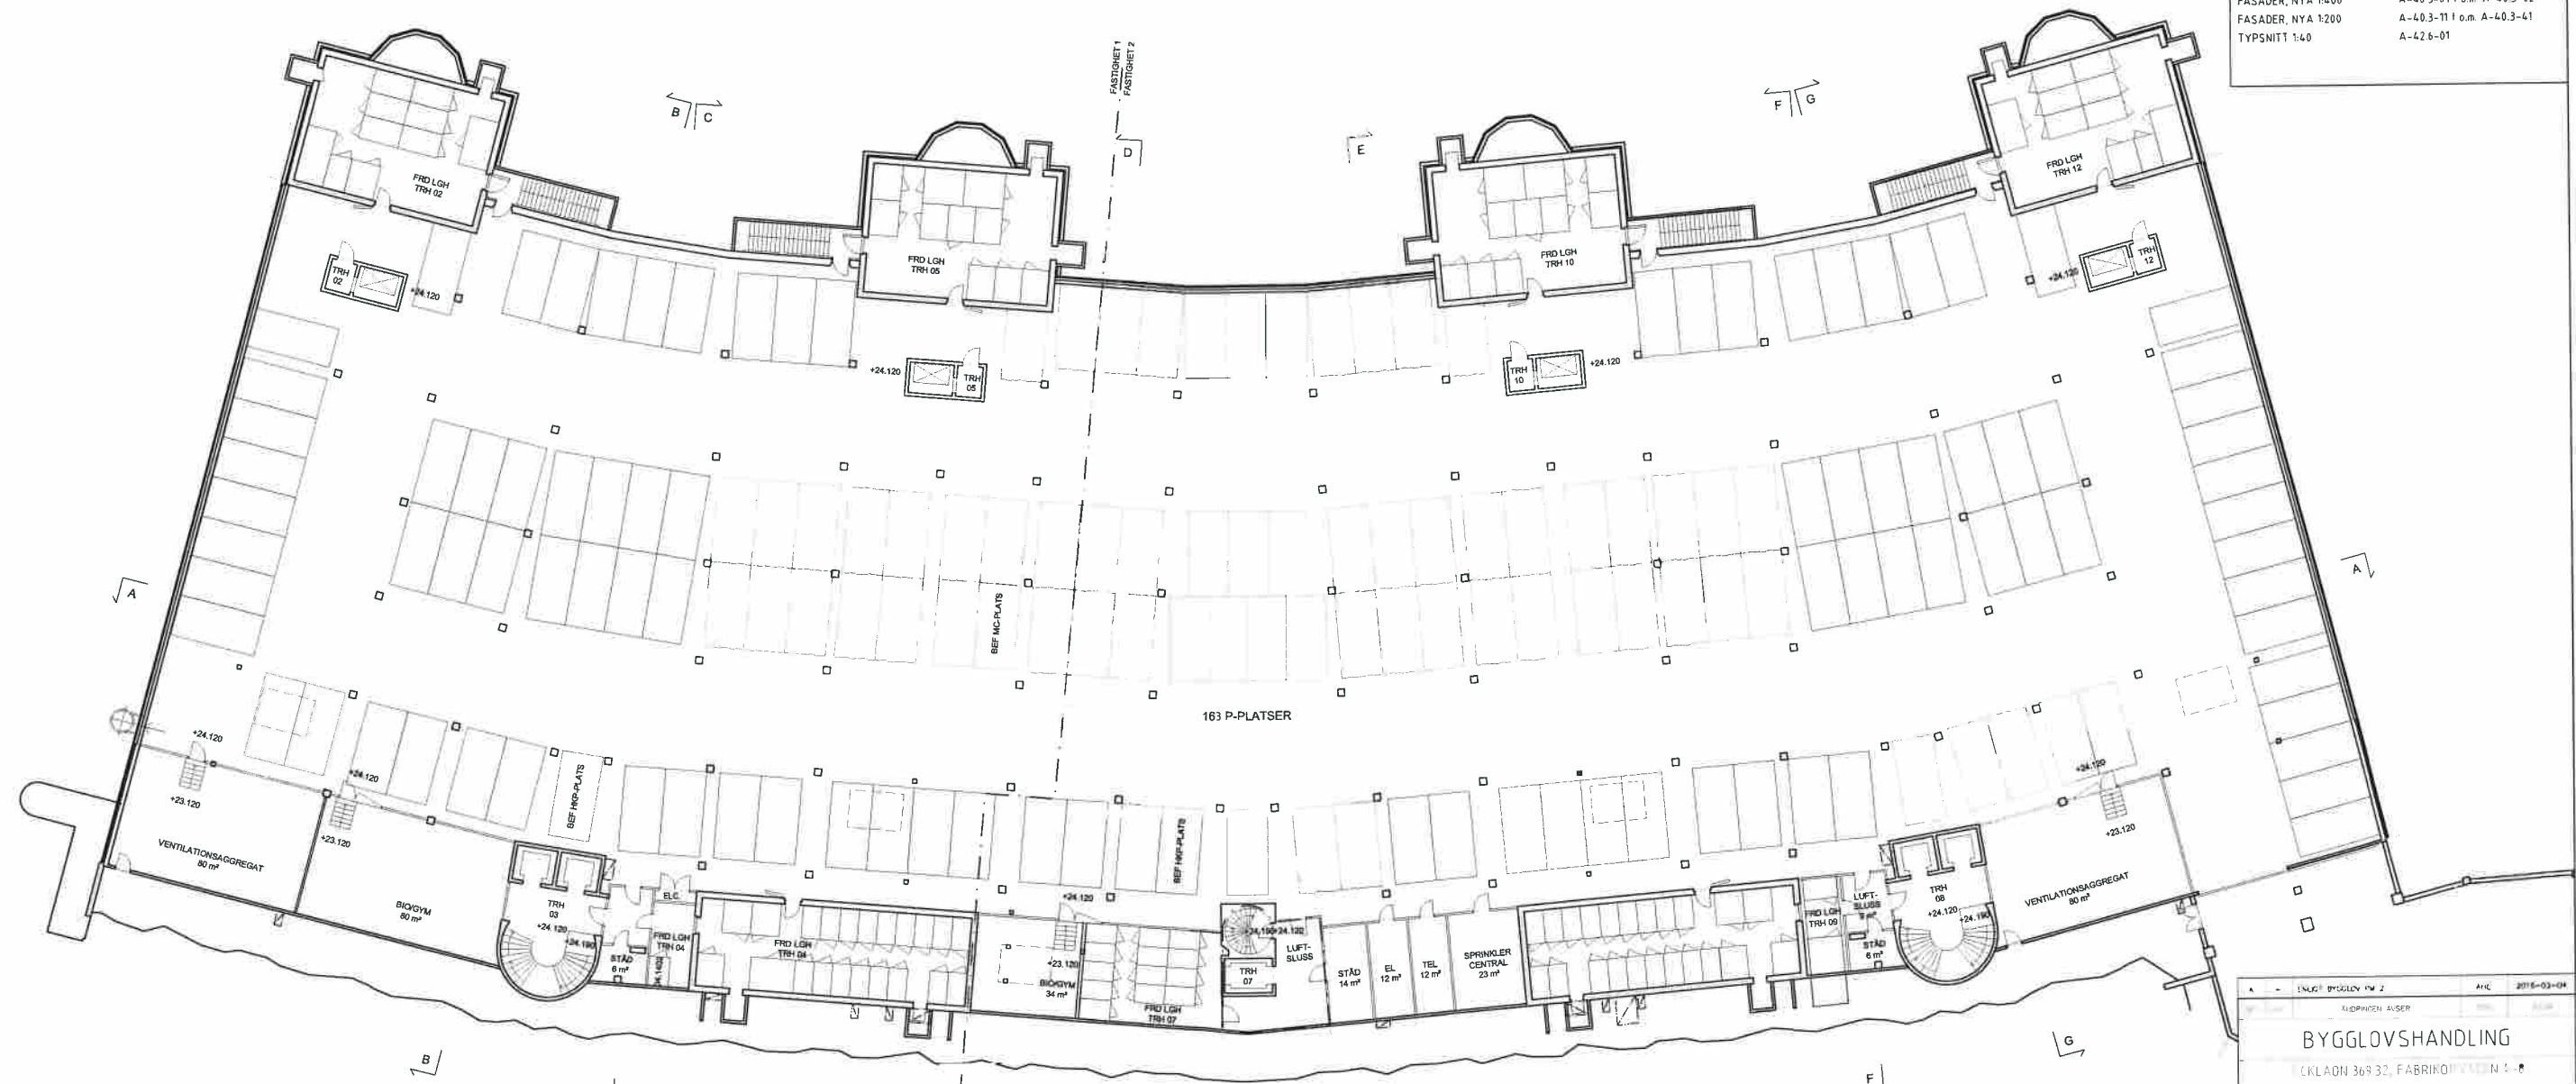 FASADER, NYA 1:200 A-40.3-11 t o.m. A-40.3-41
TYPSNITT 1:40 A-42.6-01
FASTIGHET 1
FASTIGHET 2
B C
D
E
F G
FRD LGH
TRH 02
FRD LGH
TRH 05
FRD LGH
TRH 10
FRD LGH
TRH 12
TRH
02
+24.120
+24.120
TRH
05
TRH
10
+24.120
+24.120
TRH
12
A
A
BEF MC-PLATS
163 P-PLATSER
+24.120
+24.120
+23.120
+23.120
BEF HKP-PLATS
BEF HKP-PLATS
+24.120
+23.120
VENTILATIONSAGGREGAT
80 m²
BIO/GYM
80 m²
TRH
03
+24.120
+24.190
STÄD
6 m²
ELC.
FRD LGH
TRH 04
FRD LGH
TRH 04
+24.120
+23.120
BIO/GYM
34 m²
FRD LGH
TRH 07
+24.190 +24.120
TRH
07
LUFT-
SLUSS
STÄD
14 m²
EL
12 m²
TEL
12 m²
SPRINKLER
CENTRAL
23 m²
FRD LGH
TRH 09
LUFT-
SLUSS
STÄD
6 m²
TRH
08
+24.120
+24.190
VENTILATIONSAGGREGAT
80 m²
B
F
G
2016-03-04
BYGGLOVSHANDLING